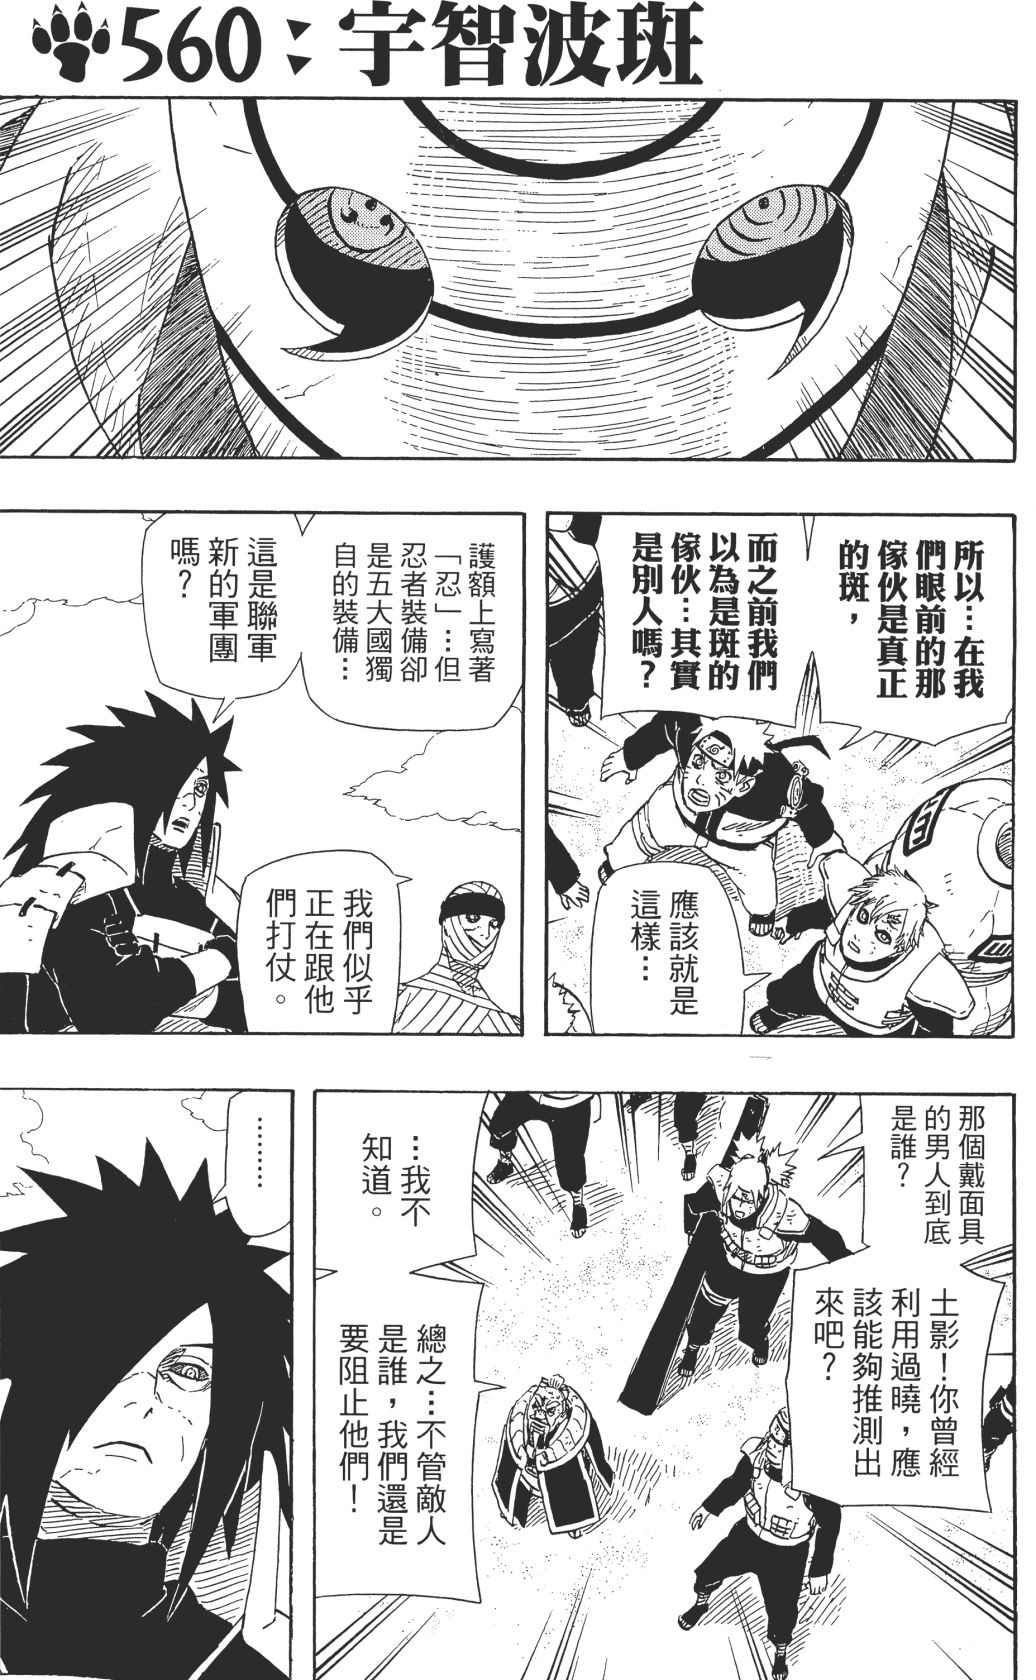 560：宇智波斑
所以…在我
們眼前的那
傢伙是真正
的斑，
而之前我們
以為是斑的
傢伙…其實
是別人嗎？
應該就是
這樣…
護額上寫著
「忍」…但
忍者裝備卻
是五大國獨
自的裝備…
這是聯軍
新的軍團
嗎？
我們似乎
正在跟他
們打仗。
那個戴面具
的男人到底
是誰？
土影！你曾經
利用過曉，應
該能夠推測出
來吧？
…我不
知道。
總之…不管敵人
是誰，我們還是
要阻止他們！
………